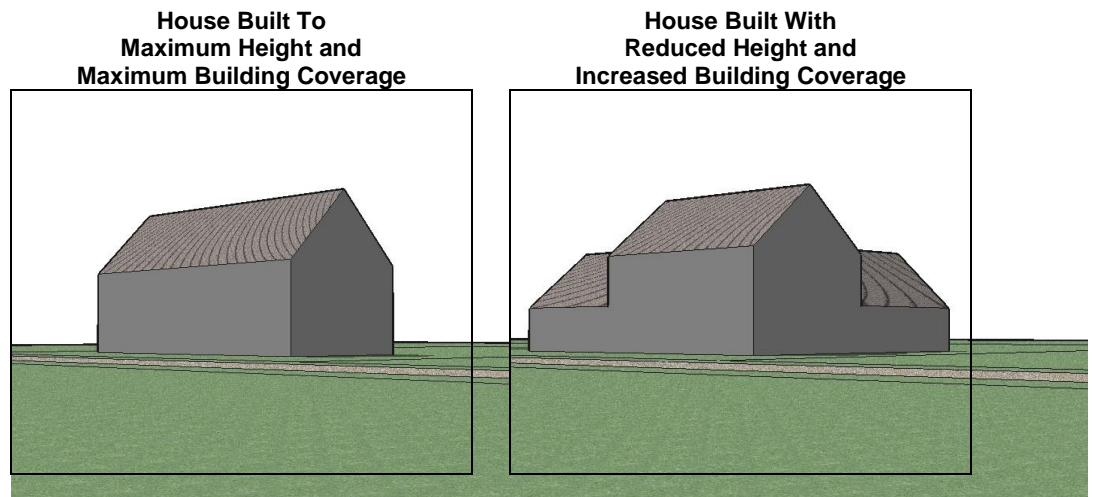 House Built To
Maximum Height and
Maximum Building Coverage
House Built With
Reduced Height and
Increased Building Coverage